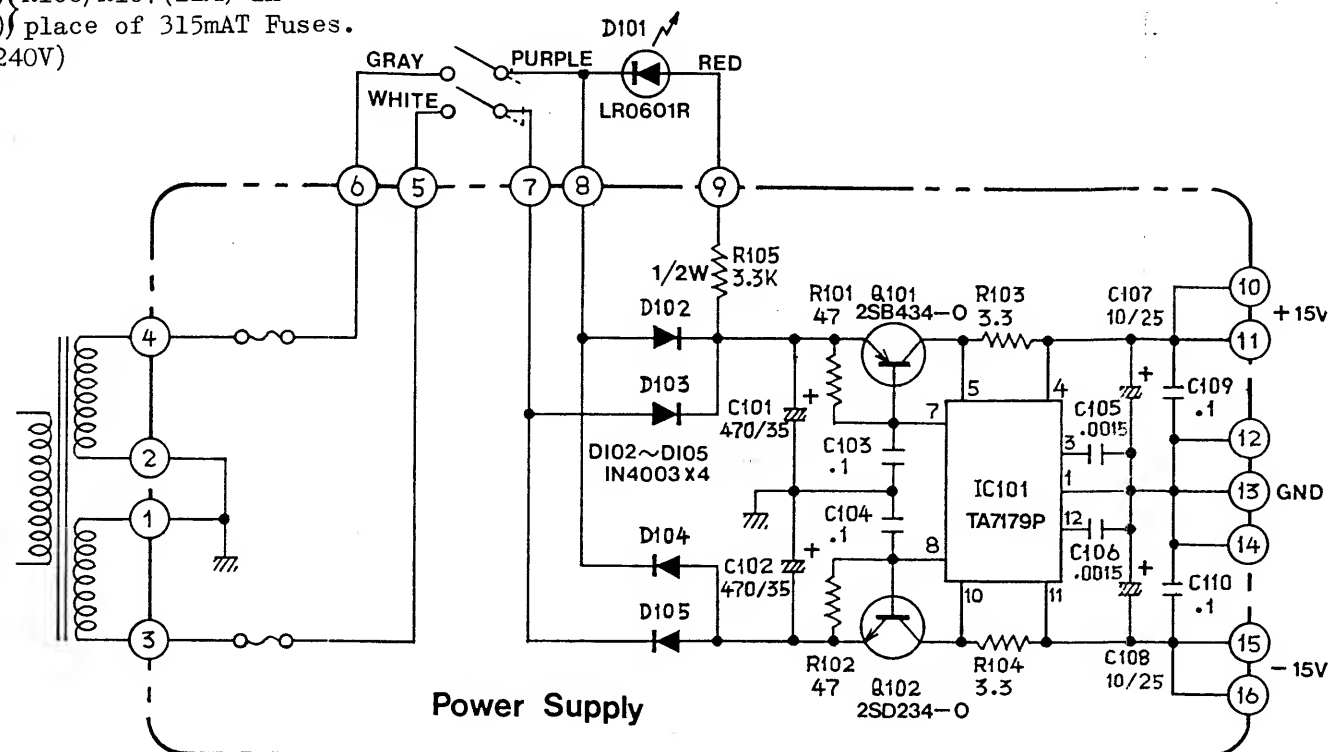 place of 315mAT Fuses.
240V)
D101
GRAY
PURPLE
RED
WHITE
LR0601R
6
5
7
8
9
1/2W
R105
3.3K
D102
R101
47
Q101
2SB434-O
R103
3.3
C107
10/25
10
+15V
11
4
D103
C101
470/35
+
7
5
4
C105
.0015
+
C109
.1
12
D102~D105
IN4003X4
C103
.1
3
2
1
IC101
TA7179P
1
13
GND
C104
.1
12
14
D104
C102
470/35
+
8
C106
.0015
+
C110
.1
D105
10
11
3
R102
47
Q102
2SD234-O
R104
3.3
C108
10/25
15
-15V
16
Power Supply